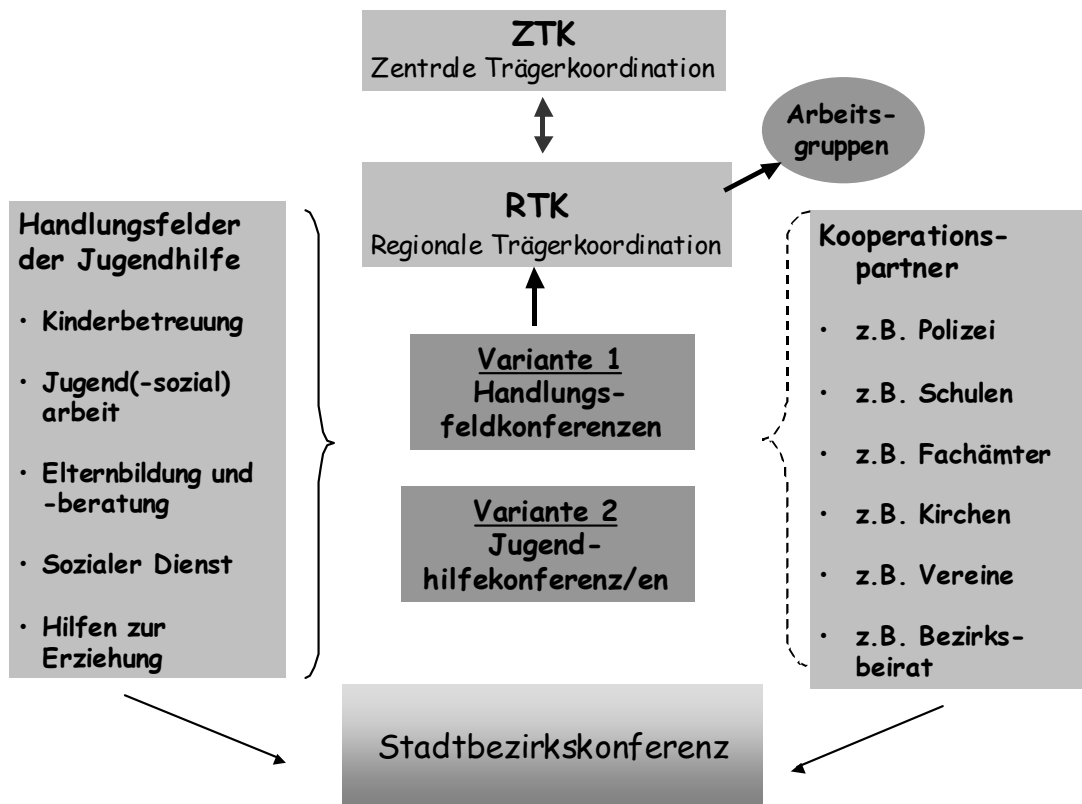 ZTK
Zentrale Trägerkoordination
Arbeits-
gruppen
RTK
Regionale Trägerkoordination
Handlungsfelder
der Jugendhilfe
· Kinderbetreuung
· Jugend(-sozial)
arbeit
· Elternbildung und
-beratung
· Sozialer Dienst
· Hilfen zur
Erziehung
Variante 1
Handlungs-
feldkonferenzen
Variante 2
Jugend-
hilfekonferenz/en
Kooperations-
partner
· z.B. Polizei
· z.B. Schulen
· z.B. Fachämter
· z.B. Kirchen
· z.B. Vereine
· z.B. Bezirks-
beirat
Stadtbezirkskonferenz